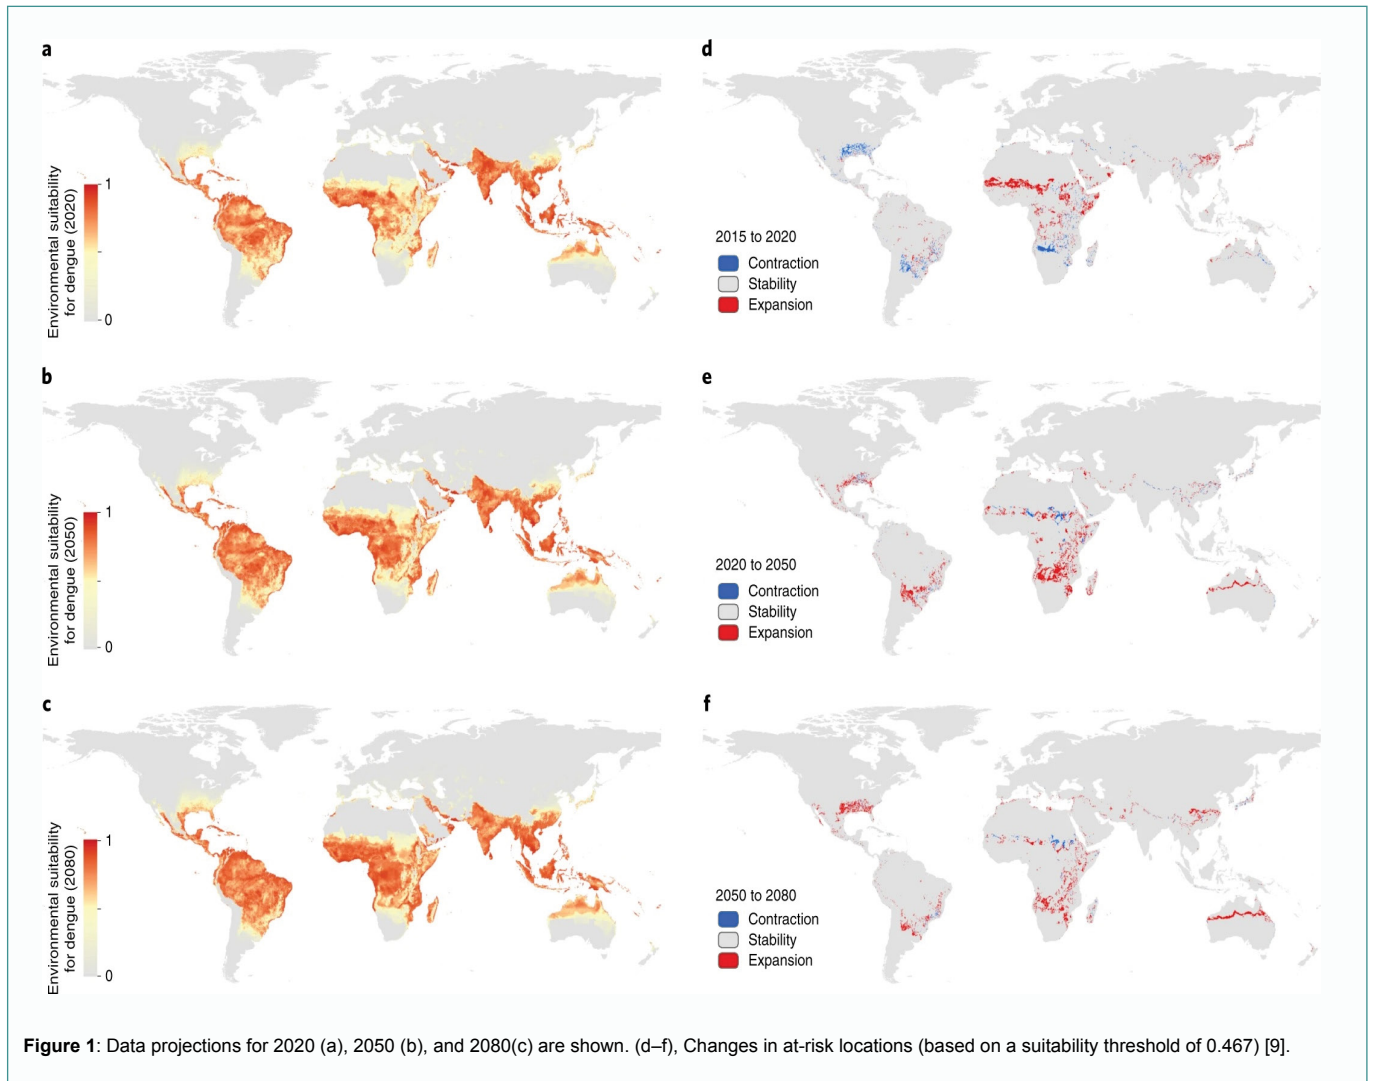 a
Environmental suitability
for dengue (2020)
1
0
d
2015 to 2020
Contraction
Stability
Expansion
b
Environmental suitability
for dengue (2050)
1
0
e
2020 to 2050
Contraction
Stability
Expansion
c
Environmental suitability
for dengue (2080)
1
0
f
2050 to 2080
Contraction
Stability
Expansion
Figure 1: Data projections for 2020 (a), 2050 (b), and 2080(c) are shown. (d–f), Changes in at-risk locations (based on a suitability threshold of 0.467) [9].